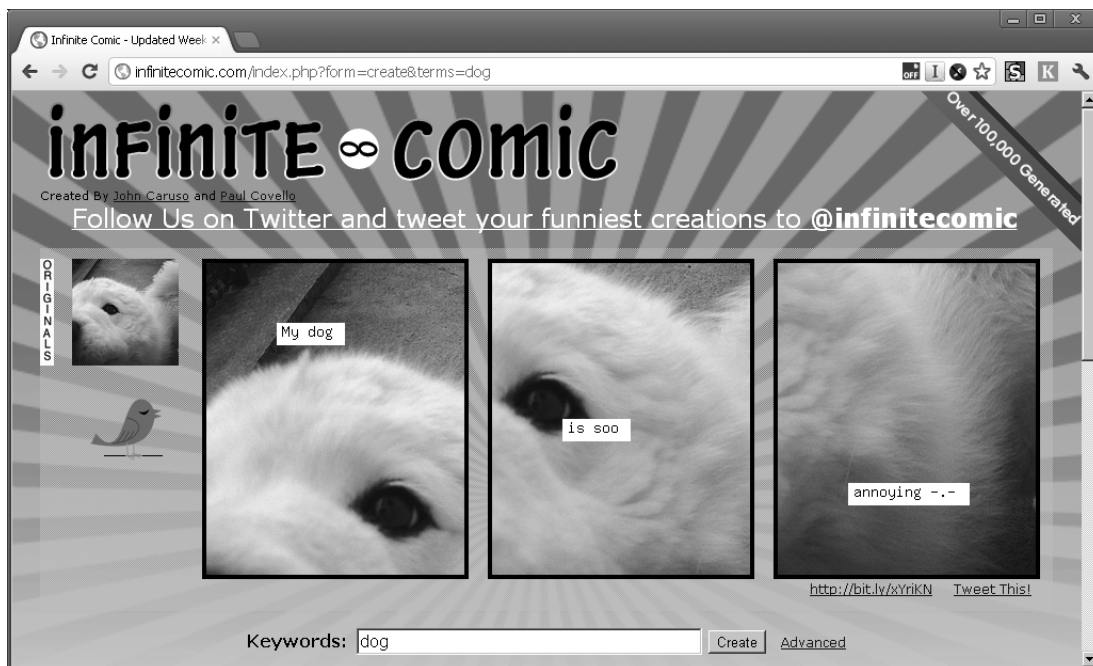 Infinite Comic - Updated Week
infinitecomic.com/index.php?form=create&terms=dog
OFF I S K
infinite ∞ comic
Over 100,000 Generated
Created By John Caruso and Paul Covello
Follow Us on Twitter and tweet your funniest creations to @infinitecomic
ORIGINALS
My dog
is soo
annoying -.-
http://bit.ly/xYriKN Tweet This!
Keywords: dog Create Advanced